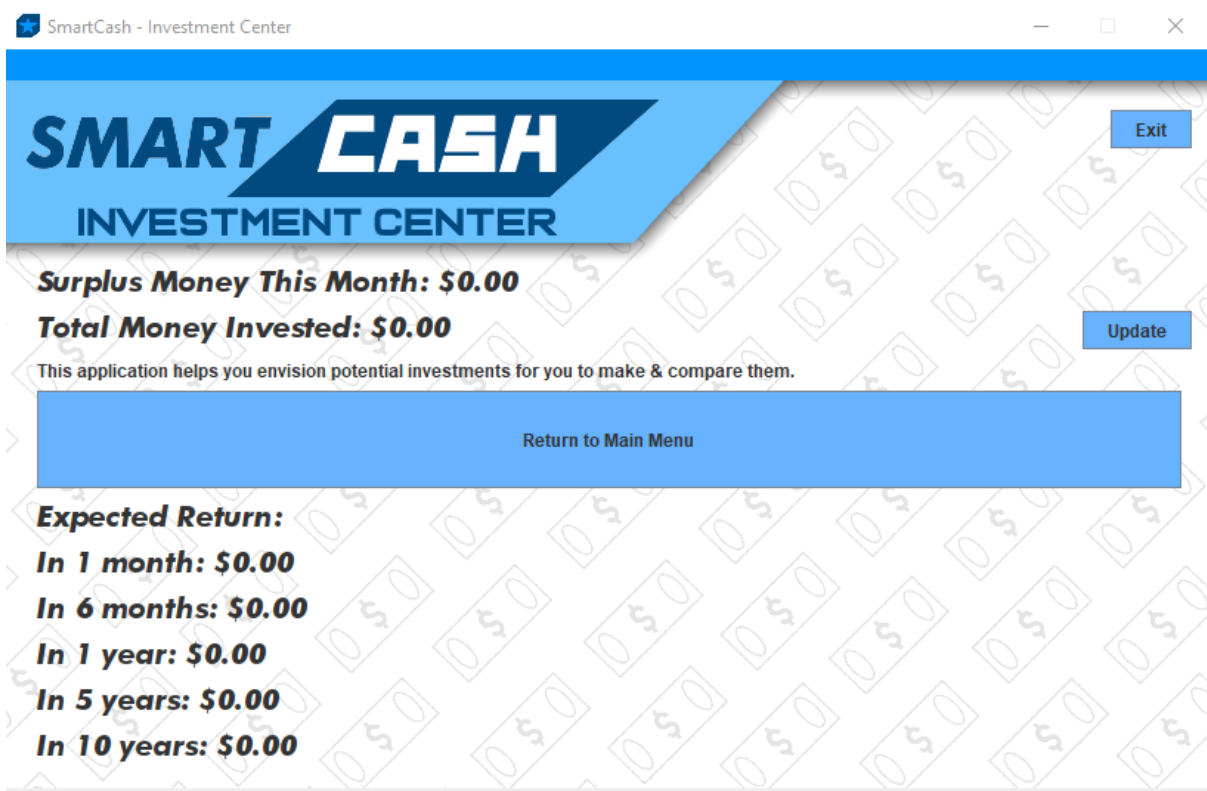 SmartCash - Investment Center
SMART CASH
INVESTMENT CENTER
Exit
Surplus Money This Month: $0.00
Total Money Invested: $0.00
Update
This application helps you envision potential investments for you to make & compare them.
Return to Main Menu
Expected Return:
In 1 month: $0.00
In 6 months: $0.00
In 1 year: $0.00
In 5 years: $0.00
In 10 years: $0.00